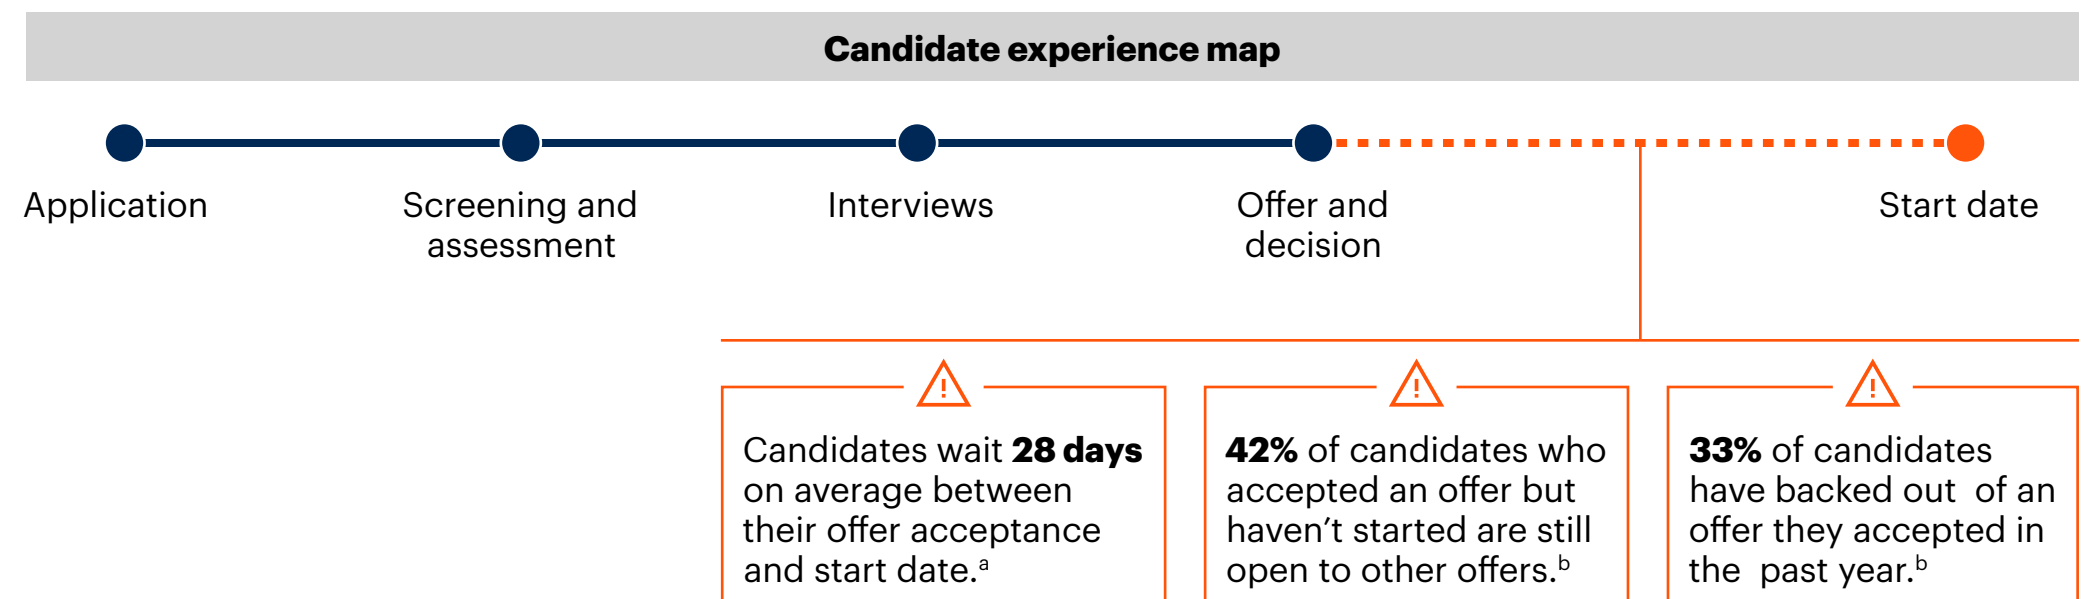 Candidate experience map
Application
Screening and
assessment
Interviews
Offer and
decision
Start date
Candidates wait 28 days
on average between
their offer acceptance
and start date.ᵃ
42% of candidates who
accepted an offer but
haven’t started are still
open to other offers.ᵇ
33% of candidates
have backed out of an
offer they accepted in
the past year.ᵇ